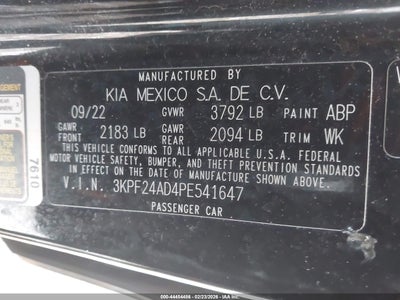 MANUFACTURED BY
KIA MEXICO S.A. DE C.V.
09/22 GVWR 3792 LB PAINT ABP
GAWR FRONT 2183 LB GAWR REAR 2094 LB TRIM WK
THIS VEHICLE CONFORMS TO ALL APPLICABLE U.S.A. FEDERAL
MOTOR VEHICLE SAFETY, BUMPER, AND THEFT PREVENTION STANDARDS
IN EFFECT ON THE DATE OF MANUFACTURE SHOWN ABOVE.
V.I.N. 3KPF24AD4PE541647
PASSENGER CAR
7610
000-44454498 - 02/23/2026 - IAA